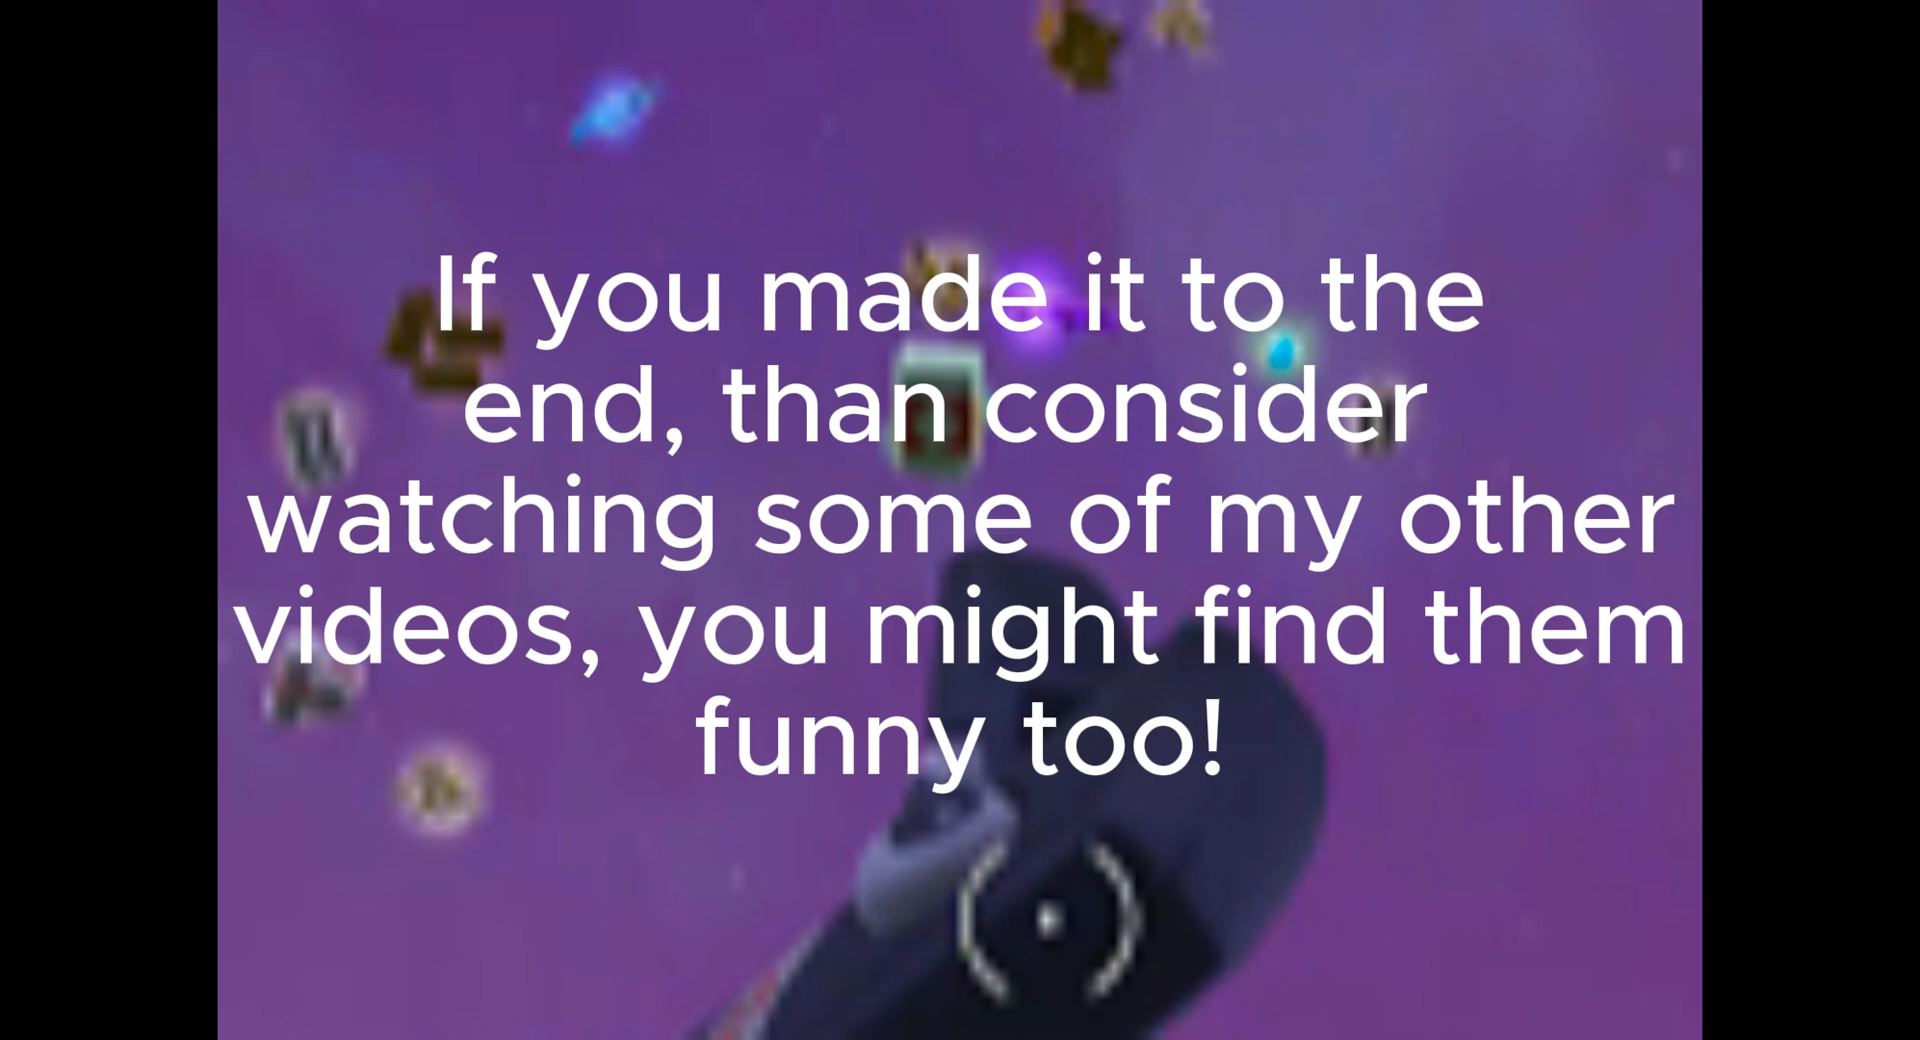 If you made it to the
end, than consider
watching some of my other
videos, you might find them
funny too!